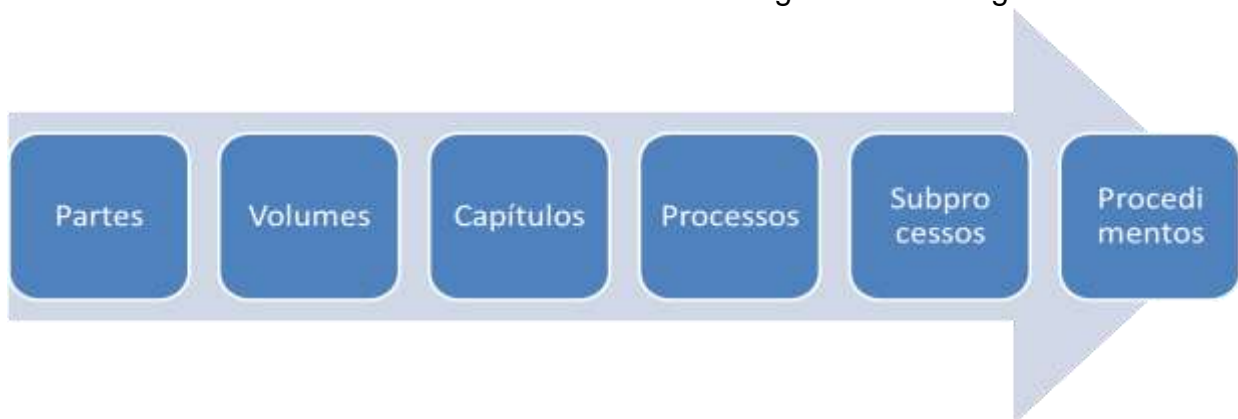 Partes
Volumes
Capítulos
Processos
Subpro
cessos
Procedi
mentos